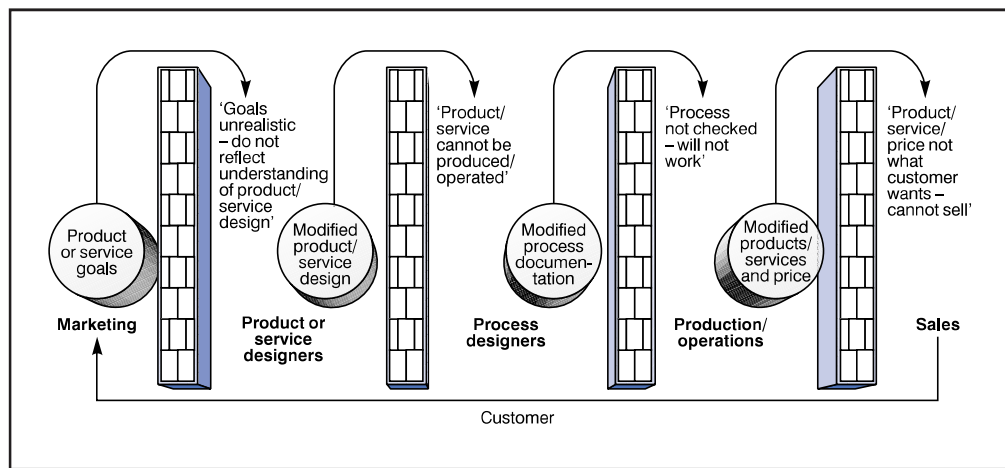 Product
or service
goals
Marketing
‘Goals
unrealistic
– do not
reflect
understanding
of product/
service
design’
Modified
product/
service
design
Product or
service
designers
‘Product/
service
cannot be
produced/
operated’
Modified
process
documen-
tation
Process
designers
‘Process
not checked
– will not
work’
Modified
products/
services
and price
Production/
operations
‘Product/
service/
price not
what
customer
wants –
cannot sell’
Sales
Customer